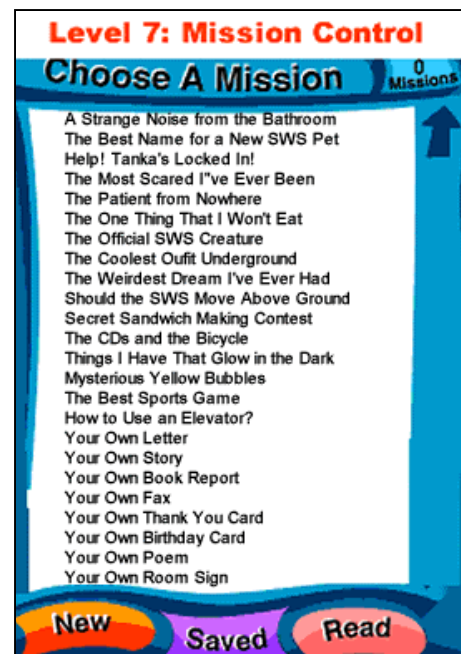 Level 7: Mission Control
Choose A Mission
0
Missions
A Strange Noise from the Bathroom
The Best Name for a New SWS Pet
Help! Tanka's Locked In!
The Most Scared I"ve Ever Been
The Patient from Nowhere
The One Thing That I Won't Eat
The Official SWS Creature
The Coolest Oufit Underground
The Weirdest Dream I've Ever Had
Should the SWS Move Above Ground
Secret Sandwich Making Contest
The CDs and the Bicycle
Things I Have That Glow in the Dark
Mysterious Yellow Bubbles
The Best Sports Game
How to Use an Elevator?
Your Own Letter
Your Own Story
Your Own Book Report
Your Own Fax
Your Own Thank You Card
Your Own Birthday Card
Your Own Poem
Your Own Room Sign
New
Saved
Read